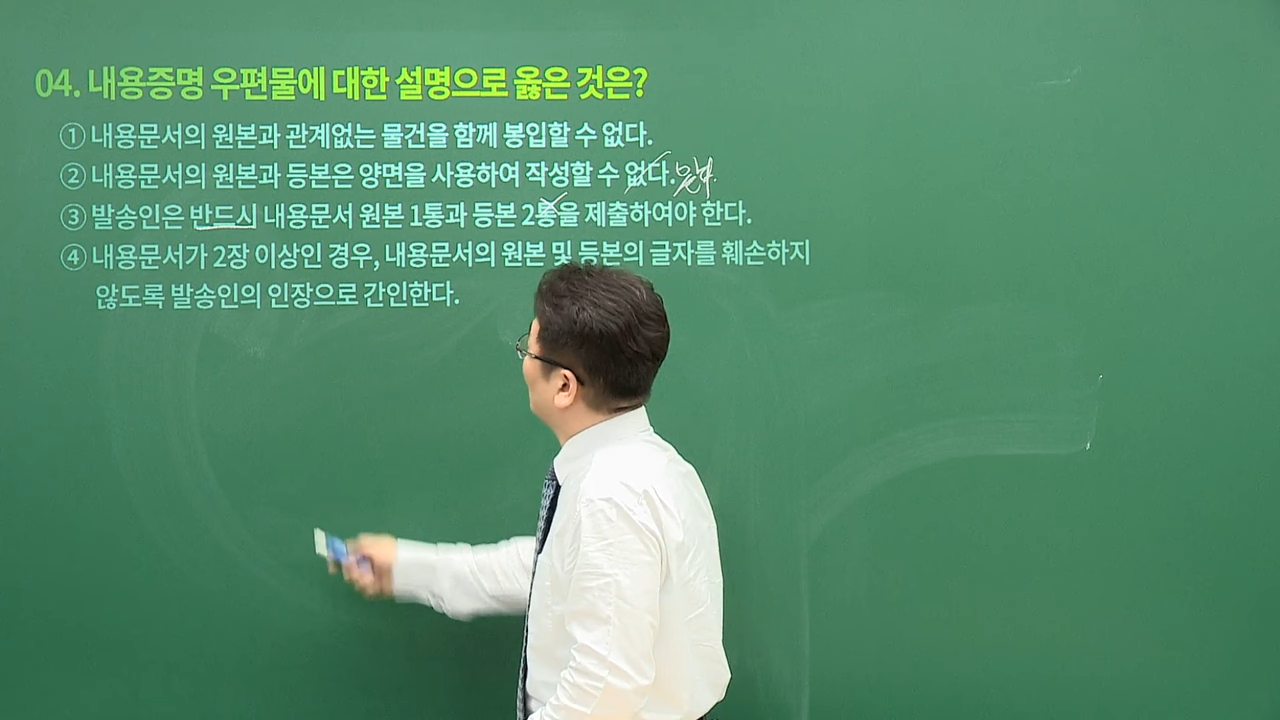 04. 내용증명 우편물에 대한 설명으로 옳은 것은?
① 내용문서의 원본과 관계없는 물건을 함께 봉입할 수 없다.
② 내용문서의 원본과 등본은 양면을 사용하여 작성할 수 없다.
③ 발송인은 반드시 내용문서 원본 1통과 등본 2통을 제출하여야 한다.
④ 내용문서가 2장 이상인 경우, 내용문서의 원본 및 등본의 글자를 훼손하지
않도록 발송인의 인장으로 간인한다.